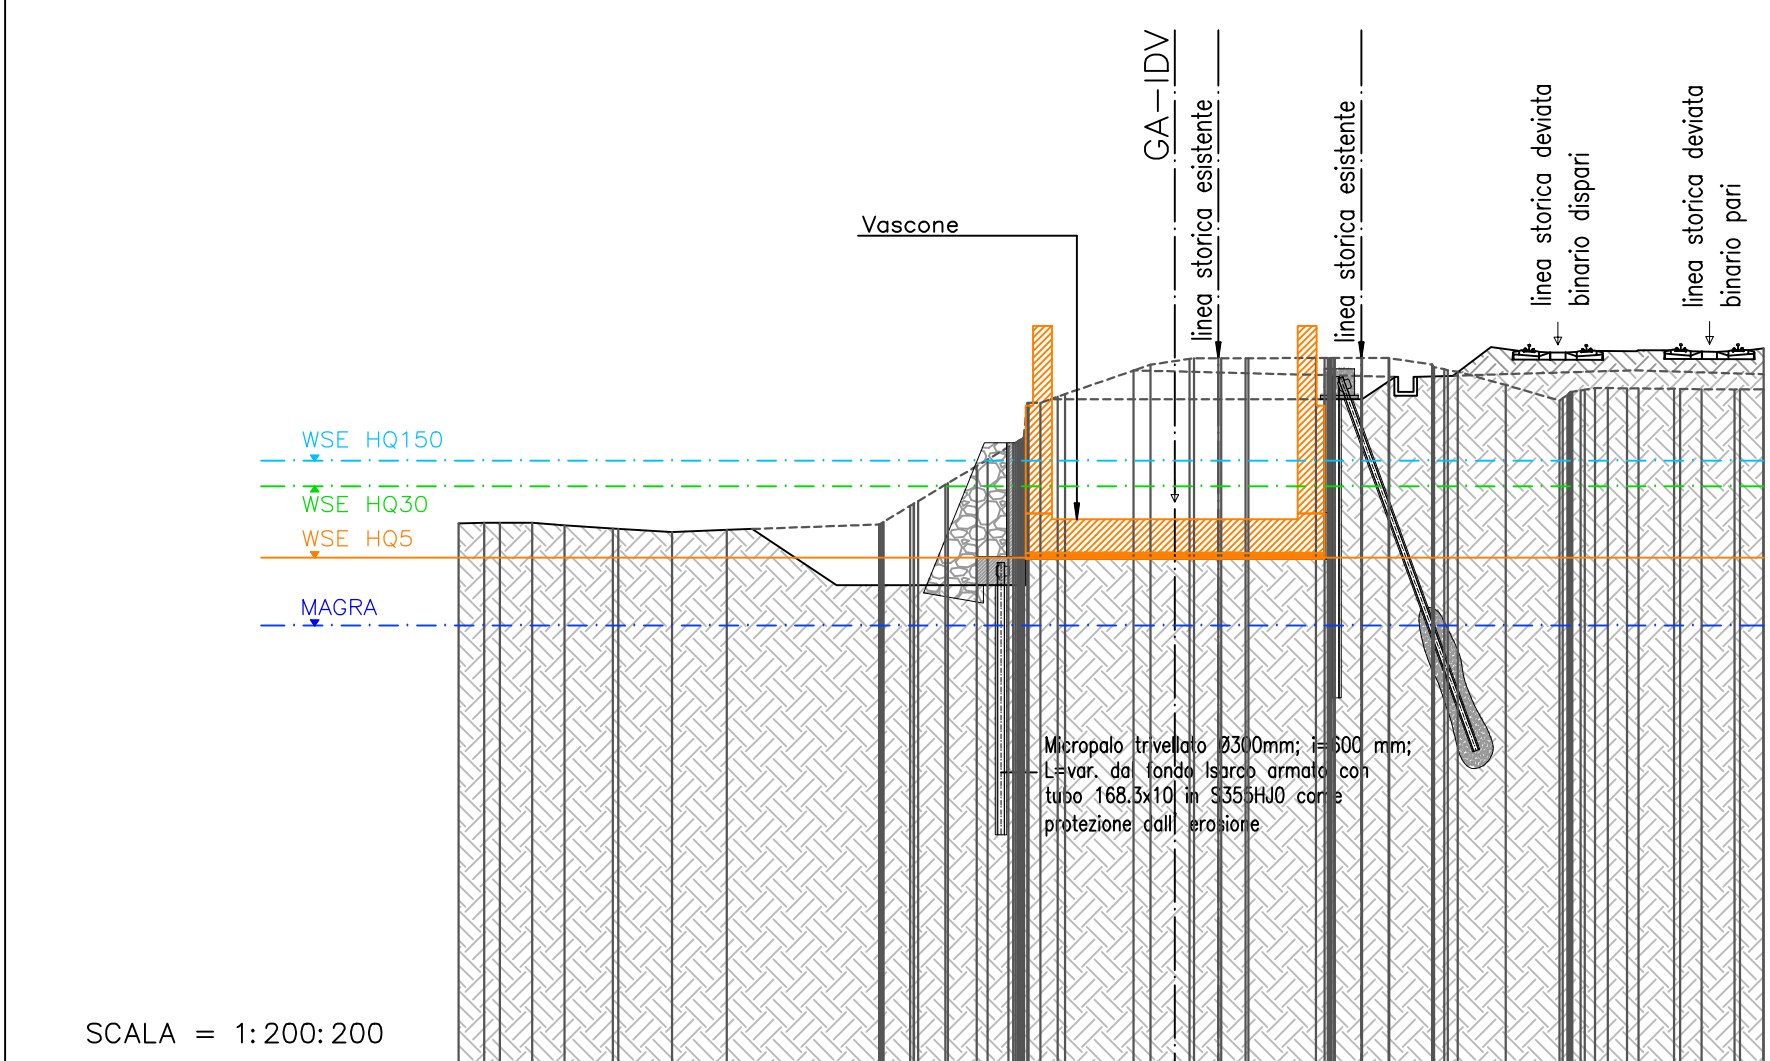 GA-IDV
linea storica esistente
linea storica esistente
linea storica deviata
binario dispari
linea storica deviata
binario pari
Vascone
WSE HQ150
WSE HQ30
WSE HQ5
MAGRA
Micropalo trivellato Ø300mm; i=600 mm;
L=var. dal fondo Isarco armato con
tubo 168.3x10 in S355HJ0 come
protezione dall' erosione
SCALA = 1:200:200